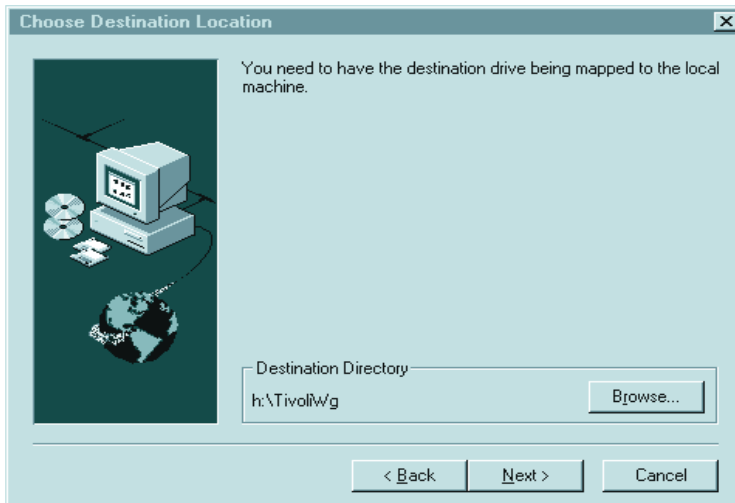 Choose Destination Location
You need to have the destination drive being mapped to the local
machine.
Destination Directory
h:\TivoliWg
Browse...
< Back
Next >
Cancel